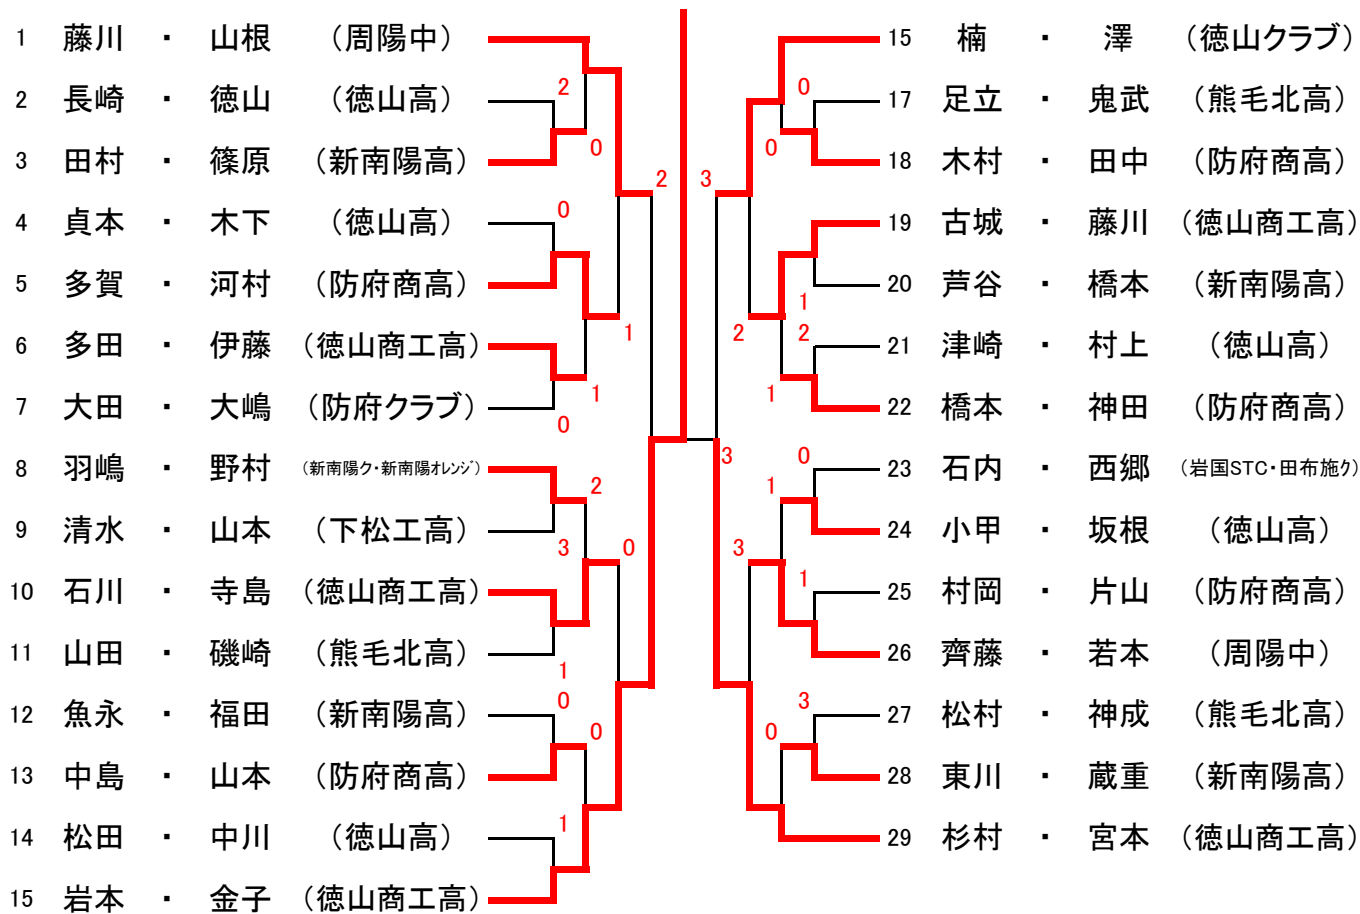 1 藤川 ・ 山根 （周陽中）
2 長崎 ・ 徳山 （徳山高）
3 田村 ・ 篠原 （新南陽高）
4 貞本 ・ 木下 （徳山高）
5 多賀 ・ 河村 （防府商高）
6 多田 ・ 伊藤 （徳山商工高）
7 大田 ・ 大嶋 （防府クラブ）
8 羽嶋 ・ 野村 （新南陽ク・新南陽オレンジ）
9 清水 ・ 山本 （下松工高）
10 石川 ・ 寺島 （徳山商工高）
11 山田 ・ 磯崎 （熊毛北高）
12 魚永 ・ 福田 （新南陽高）
13 中島 ・ 山本 （防府商高）
14 松田 ・ 中川 （徳山高）
15 岩本 ・ 金子 （徳山商工高）
2
0
0
1
1
0
2
3
0
1
0
0
1
2
3
3
0
0
1
2
2
1
0
1
3
1
3
0
15 楠 ・ 澤 （徳山クラブ）
17 足立 ・ 鬼武 （熊毛北高）
18 木村 ・ 田中 （防府商高）
19 古城 ・ 藤川 （徳山商工高）
20 芦谷 ・ 橋本 （新南陽高）
21 津崎 ・ 村上 （徳山高）
22 橋本 ・ 神田 （防府商高）
23 石内 ・ 西郷 （岩国STC・田布施ク）
24 小甲 ・ 坂根 （徳山高）
25 村岡 ・ 片山 （防府商高）
26 齊藤 ・ 若本 （周陽中）
27 松村 ・ 神成 （熊毛北高）
28 東川 ・ 蔵重 （新南陽高）
29 杉村 ・ 宮本 （徳山商工高）